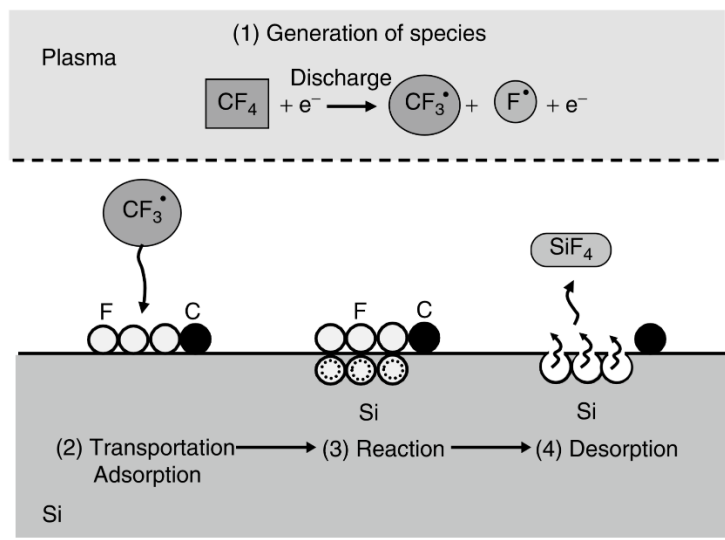 (1) Generation of species
Plasma
Discharge
CF₄ + e⁻ → CF₃• + F• + e⁻
CF₃•
SiF₄
F C F C
Si Si
(2) Transportation → (3) Reaction → (4) Desorption
Adsorption
Si